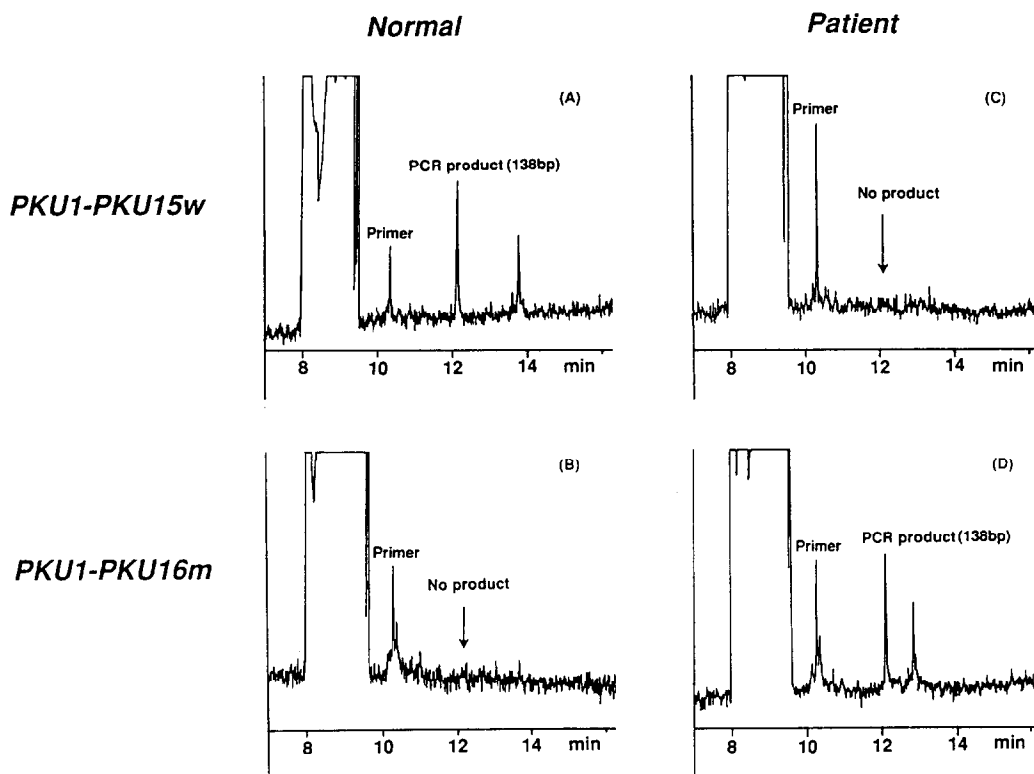 Normal
Patient
PKU1-PKU15w
(A)
Primer
PCR product (138bp)
8 10 12 14 min
(C)
Primer
No product
8 10 12 14 min
PKU1-PKU16m
(B)
Primer
No product
8 10 12 14 min
(D)
Primer
PCR product (138bp)
8 10 12 14 min